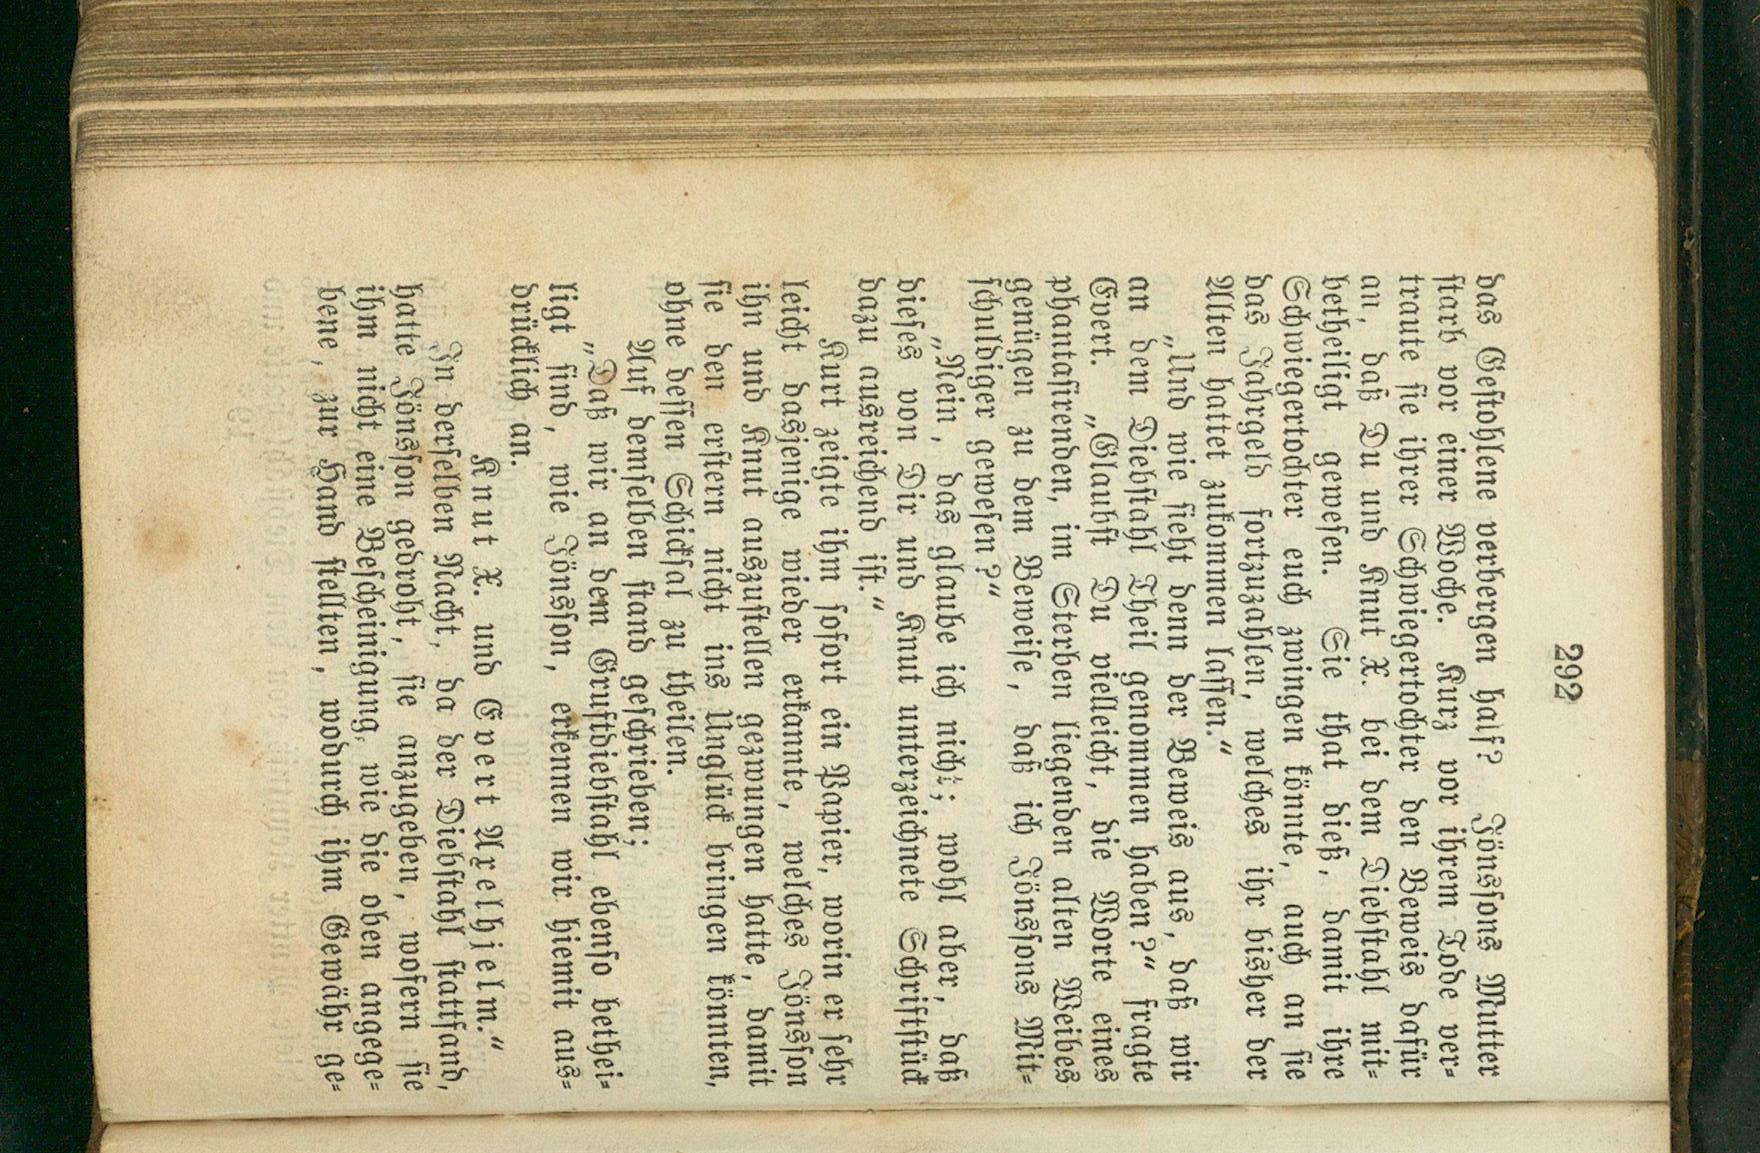 292
das Geſtohlene verbergen half? Jönsſons Mutter
ſtarb vor einer Woche. Kurz vor ihrem Tode ver-
traute ſie ihrer Schwiegertochter den Beweis dafür
an, daß Du und Knut X. bei dem Diebſtahl mit-
betheiligt geweſen. Sie that dieß, damit ihre
Schwiegertochter euch zwingen könnte, auch an ſie
das Jahrgeld fortzuzahlen, welches ihr bisher der
Alten hattet zukommen laſſen.“
„Und wie ſieht denn der Beweis aus, daß wir
an dem Diebſtahl Theil genommen haben?“ fragte
Evert. „Glaubſt Du vielleicht, die Worte eines
phantaſirenden, im Sterben liegenden alten Weibes
genügen zu dem Beweiſe, daß ich Jönsſons Mit-
ſchuldiger geweſen?“
„Nein, das glaube ich nicht; wohl aber, daß
dieſes von Dir und Knut unterzeichnete Schriftſtück
dazu ausreichend iſt.“
Kurt zeigte ihm ſofort ein Papier, worin er ſehr
leicht dasjenige wieder erkannte, welches Jönsſon
ihn und Knut auszuſtellen gezwungen hatte, damit
ſie den erſtern nicht ins Unglück bringen könnten,
ohne deſſen Schickſal zu theilen.
Auf demſelben ſtand geſchrieben;
„Daß wir an dem Gruftdiebſtahl ebenſo bethei-
ligt ſind, wie Jönsſon, erkennen wir hiemit aus-
drücklich an.
Knut X. und Evert Axelhjelm.“
In derſelben Nacht, da der Diebſtahl ſtattfand,
hatte Jönsſon gedroht, ſie anzugeben, wofern ſie
ihm nicht eine Beſcheinigung, wie die oben angege-
bene, zur Hand ſtellten, wodurch ihm Gewähr ge-